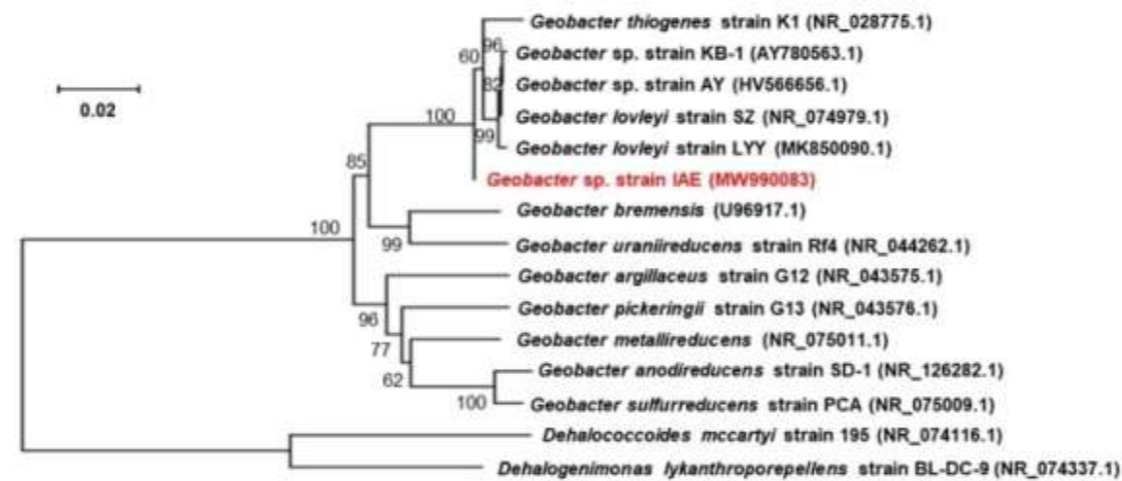 Geobacter thiogenes strain K1 (NR_028775.1)
96
60
Geobacter sp. strain KB-1 (AY780563.1)
82
Geobacter sp. strain AY (HV566656.1)
0.02
100
Geobacter lovleyi strain SZ (NR_074979.1)
99
Geobacter lovleyi strain LYY (MK850090.1)
85
Geobacter sp. strain IAE (MW990083)
Geobacter bremensis (U96917.1)
100
99
Geobacter uraniireducens strain Rf4 (NR_044262.1)
Geobacter argillaceus strain G12 (NR_043575.1)
96
Geobacter pickeringii strain G13 (NR_043576.1)
77
Geobacter metallireducens (NR_075011.1)
62
Geobacter anodireducens strain SD-1 (NR_126282.1)
100
Geobacter sulfurreducens strain PCA (NR_075009.1)
Dehalococcoides mccartyi strain 195 (NR_074116.1)
Dehalogenimonas lykanthroporepellens strain BL-DC-9 (NR_074337.1)